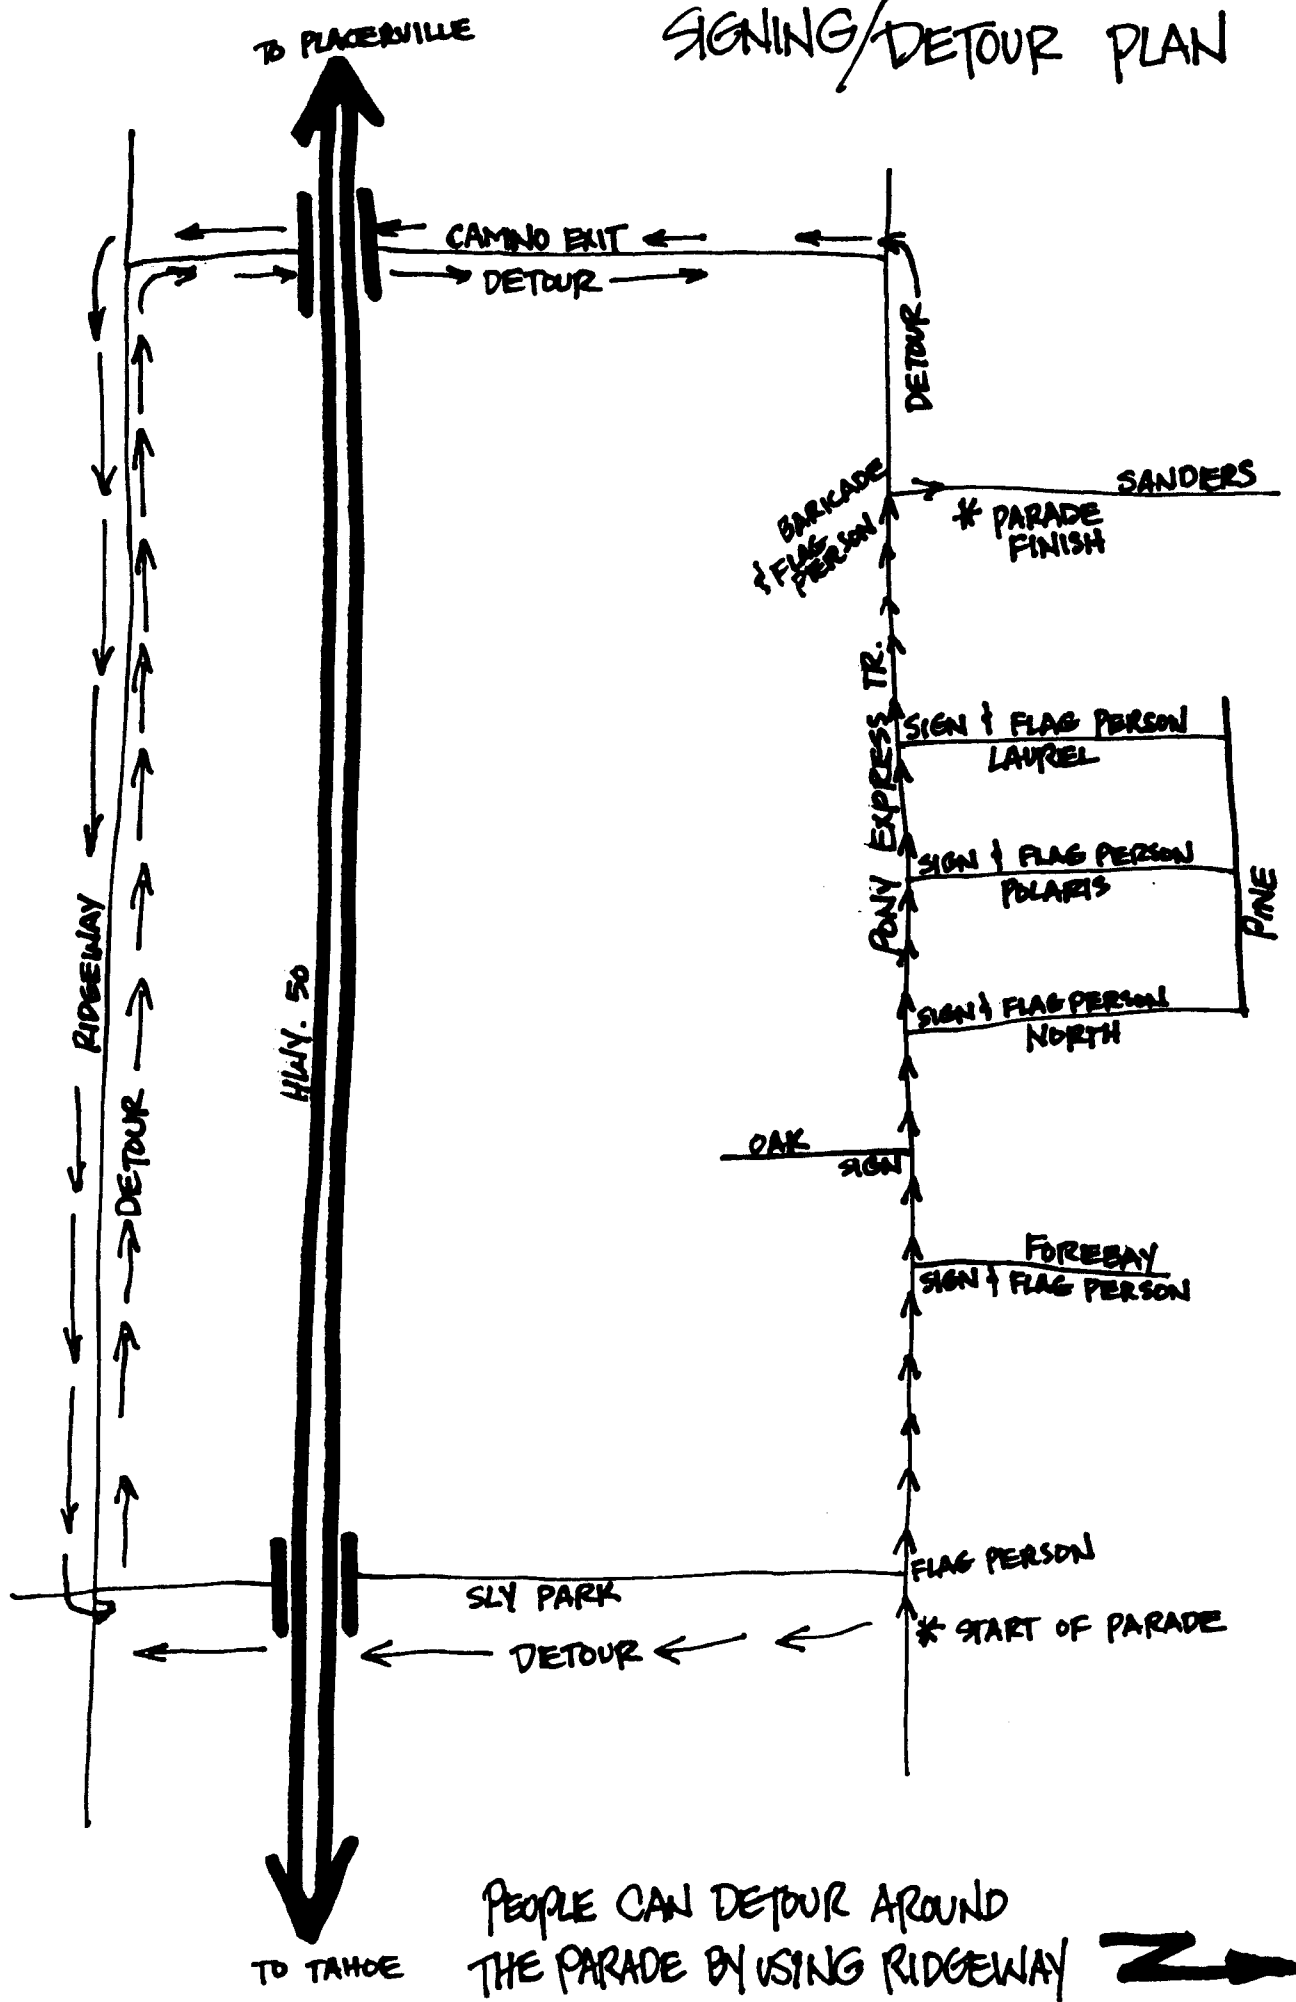 SIGNING/DETOUR PLAN
TO PLACERVILLE
CAMINO EXIT
DETOUR
DETOUR
SANDERS
* PARADE
FINISH
BARICADE
& FLAG
PERSON
PONY EXPRESS TR.
SIGN & FLAG PERSON
LAUREL
SIGN & FLAG PERSON
POLARIS
PINE
SIGN & FLAG PERSON
NORTH
RIDGEWAY
DETOUR
HWY. 50
OAK
SIGN
FOREBAY
SIGN & FLAG PERSON
FLAG PERSON
SLY PARK
* START OF PARADE
DETOUR
TO TAHOE
PEOPLE CAN DETOUR AROUND
THE PARADE BY USING RIDGEWAY
N